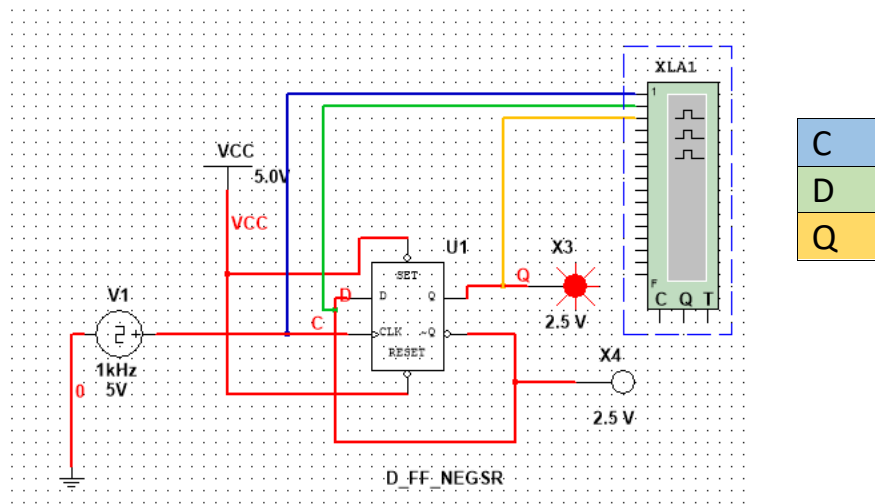 XLA1
1
F
C Q T
C
D
Q
VCC
5.0V
VCC
U1
X3
SET
D Q
CLK ~Q
RESET
D
C
Q
2.5 V
V1
1kHz
5V
0
X4
2.5 V
D_FF_NEGSR